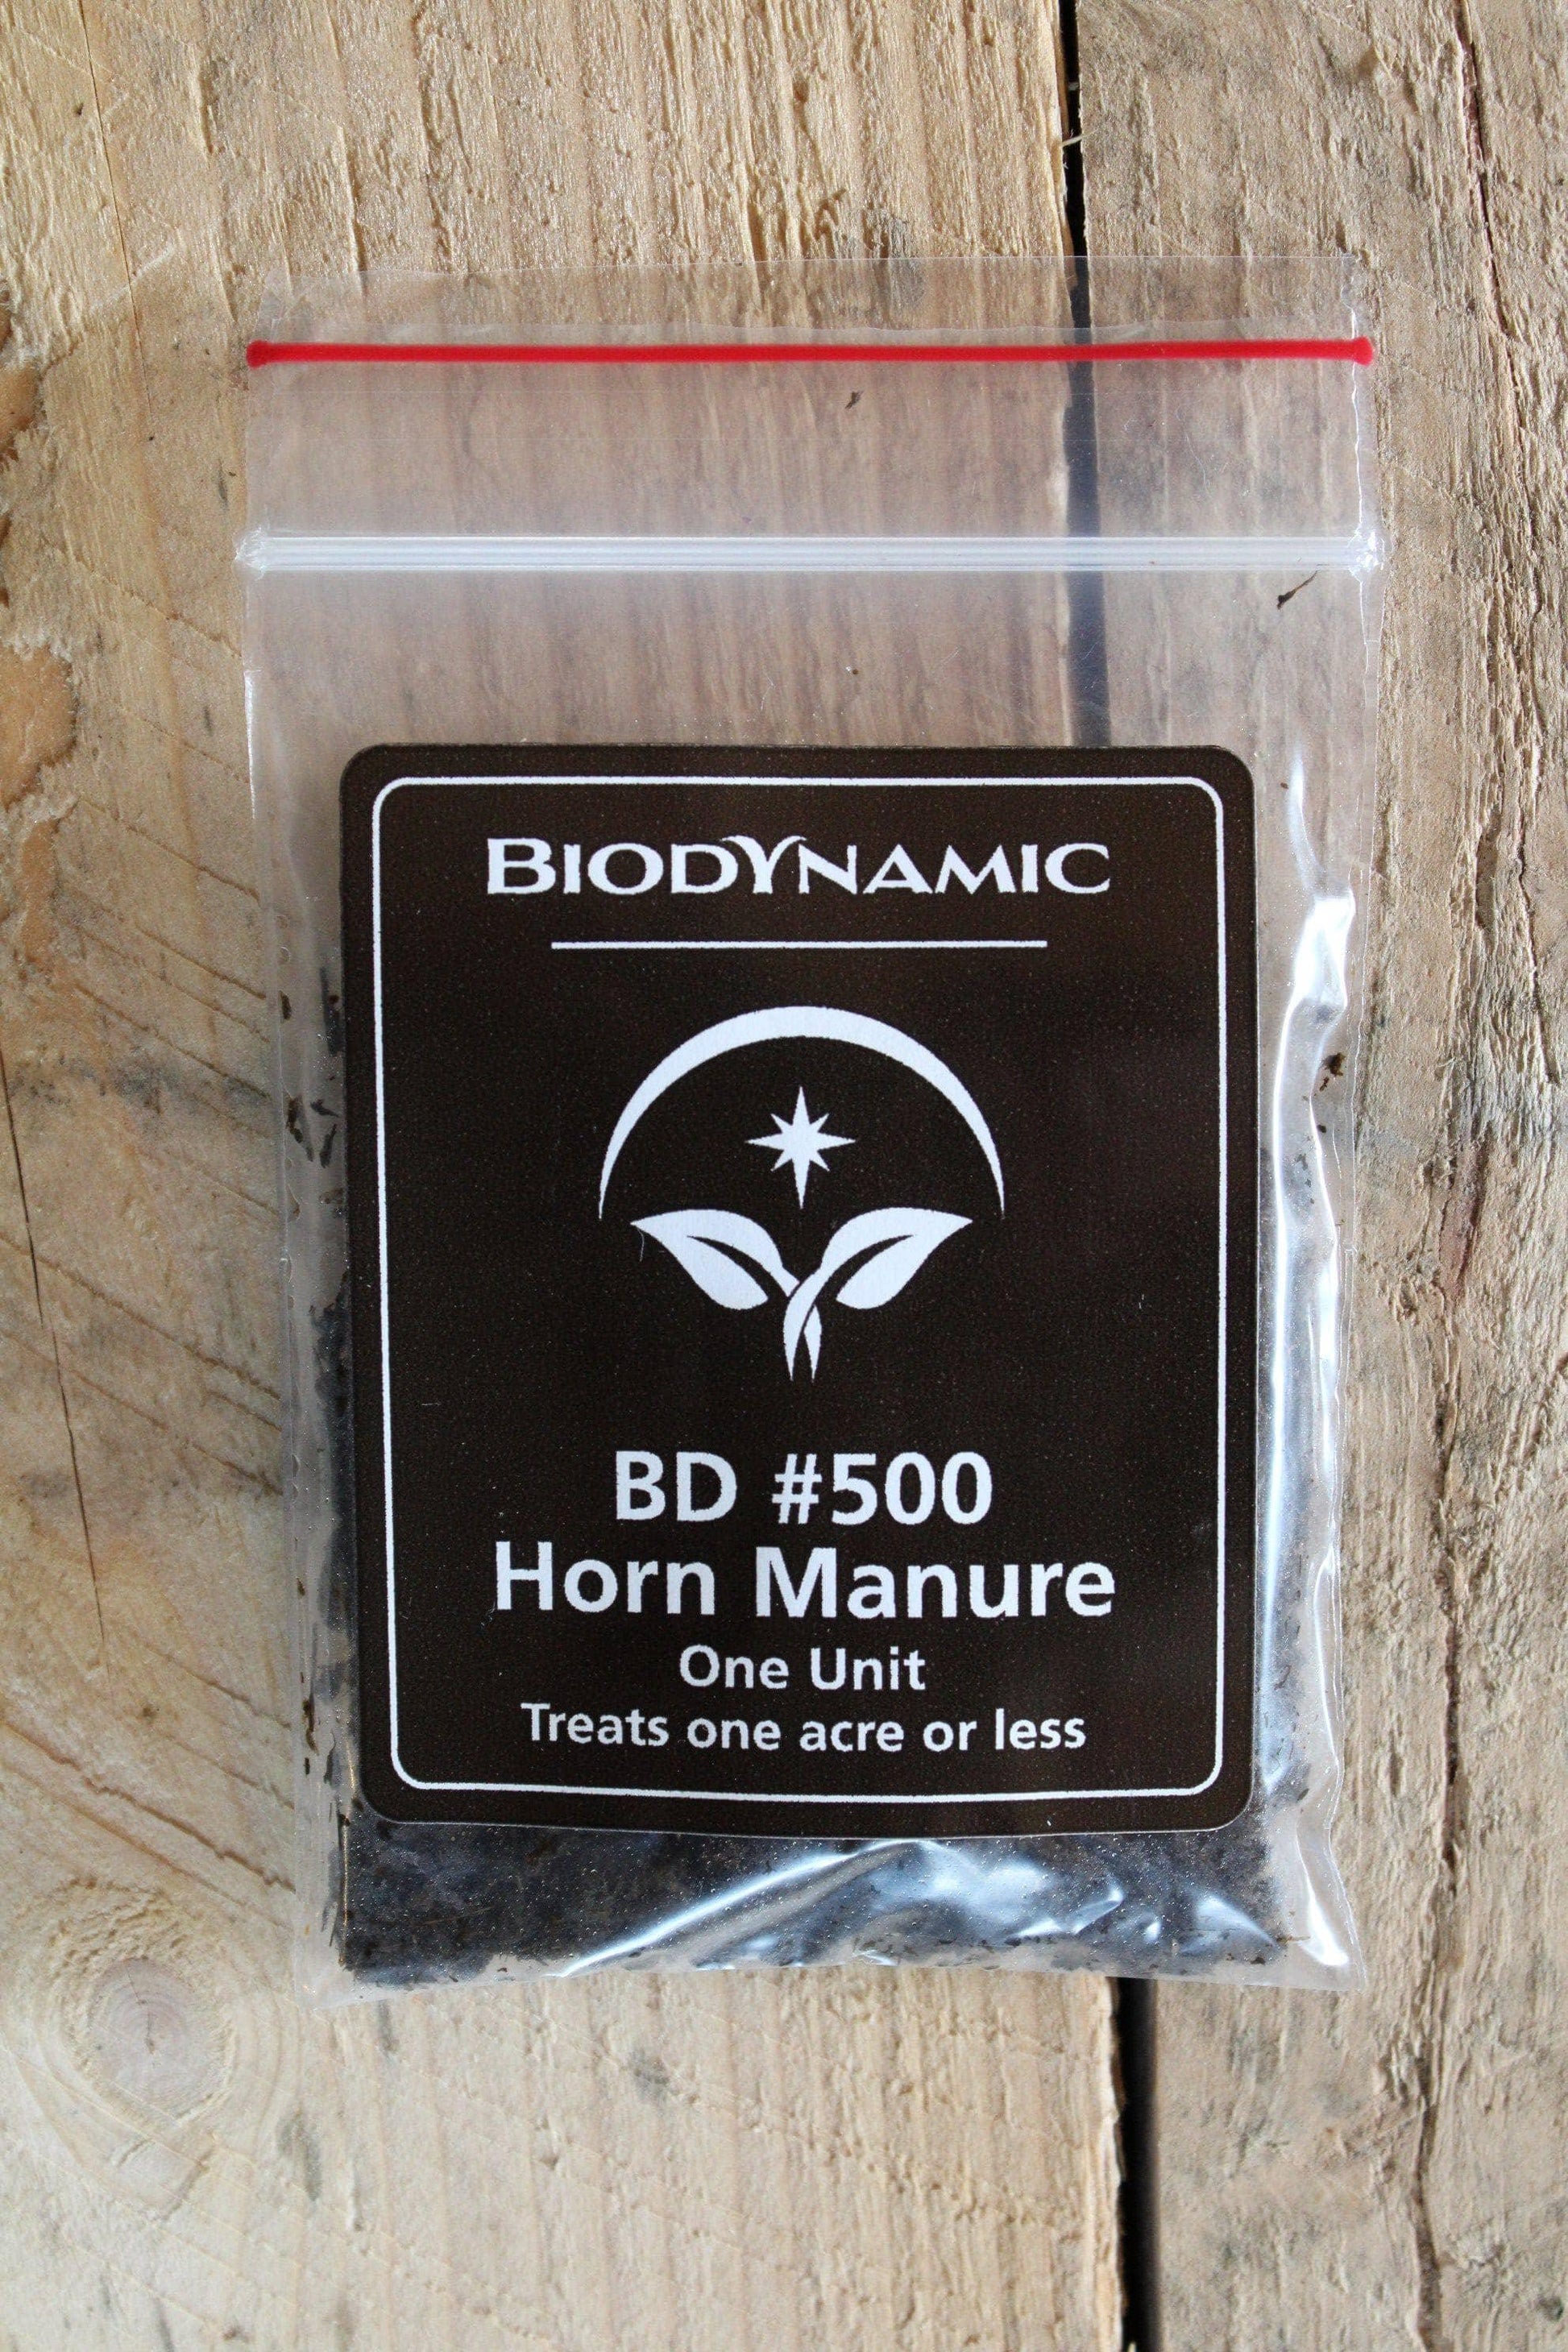 BIODYNAMIC
BD #500
Horn Manure
One Unit
Treats one acre or less